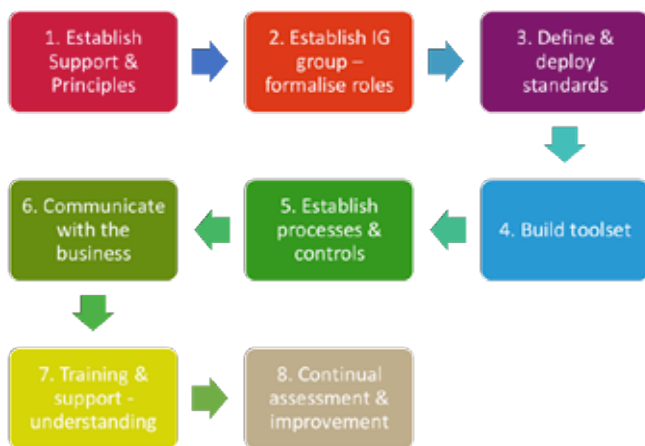 1. Establish
Support &
Principles
2. Establish IG
group –
formalise roles
3. Define &
deploy
standards
6. Communicate
with the
business
5. Establish
processes &
controls
4. Build toolset
7. Training &
support -
understanding
8. Continual
assessment &
improvement